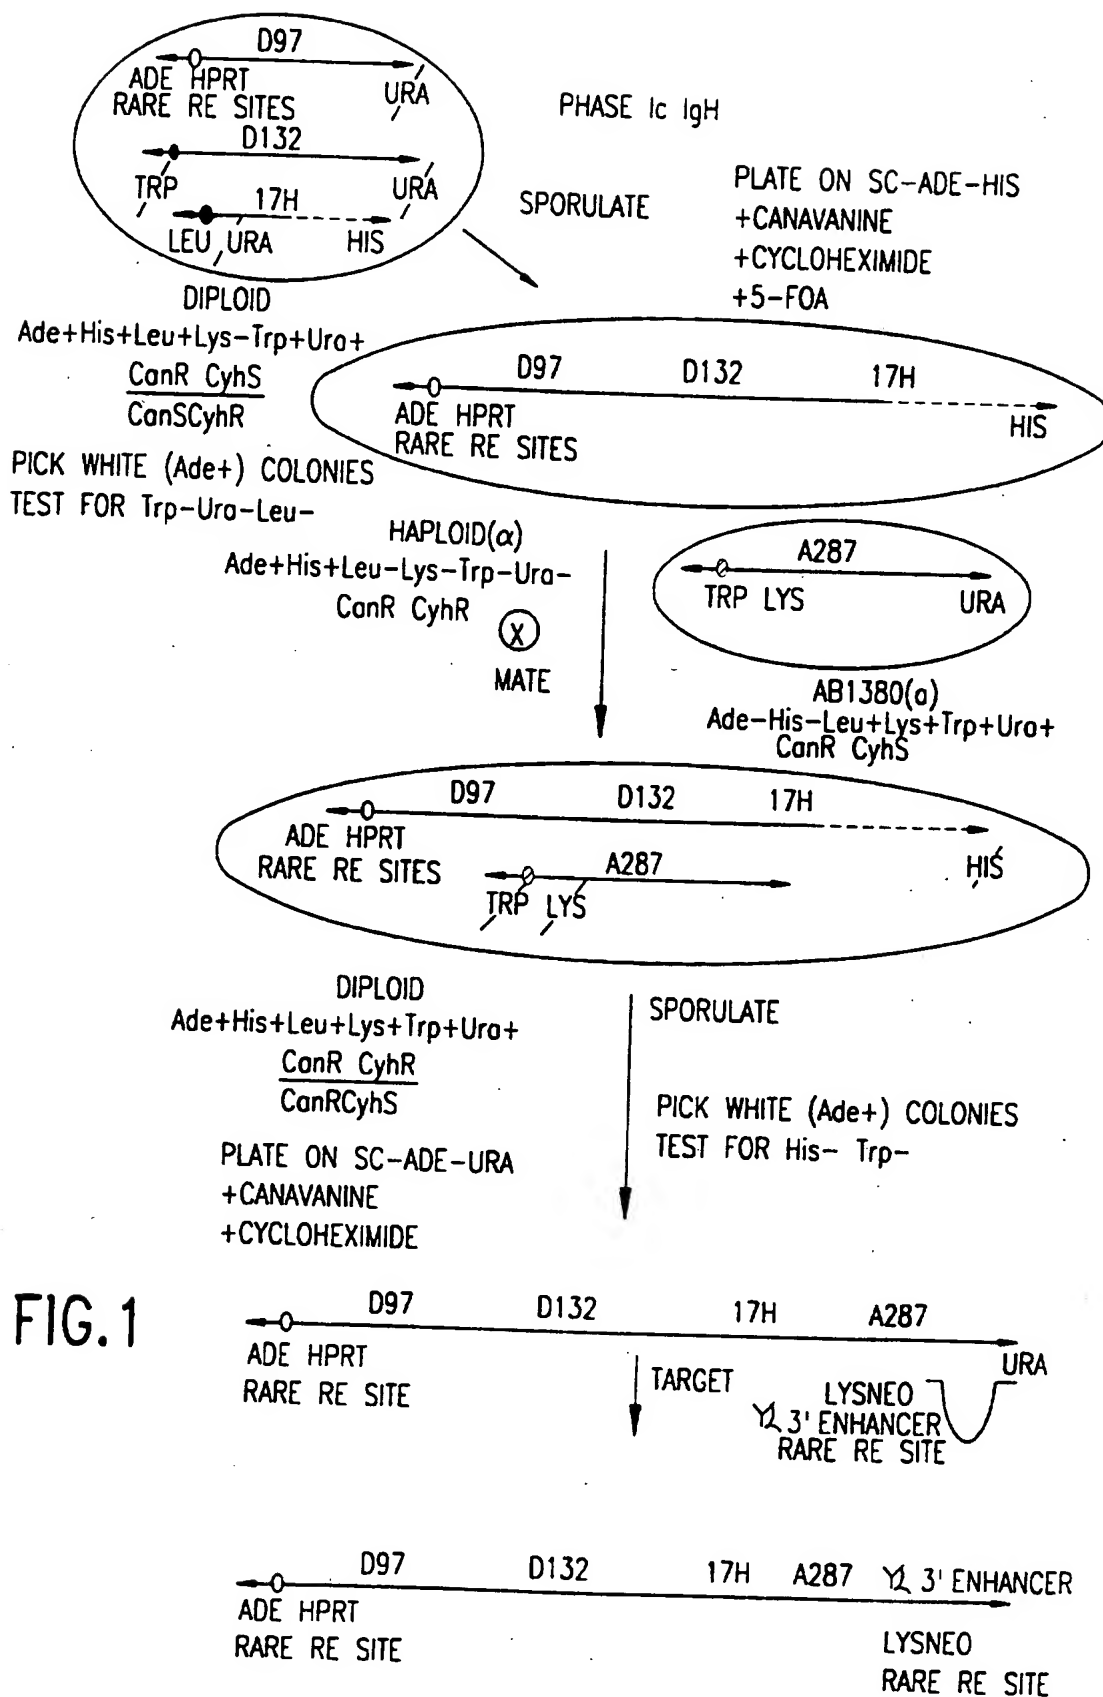 D97
ADE HPRT
RARE RE SITES
URA
D132
TRP
URA
17H
LEU URA
HIS
PHASE Ic IgH
SPORULATE
PLATE ON SC-ADE-HIS
+CANAVANINE
+CYCLOHEXIMIDE
+5-FOA
DIPLOID
Ade+His+Leu+Lys-Trp+Ura+
CanR CyhS
CanSCyhR
PICK WHITE (Ade+) COLONIES
TEST FOR Trp-Ura-Leu-
D97 D132 17H
ADE HPRT
RARE RE SITES
HIS
HAPLOID(α)
Ade+His+Leu-Lys-Trp-Ura-
CanR CyhR
X
MATE
A287
TRP LYS
URA
AB1380(a)
Ade-His-Leu+Lys+Trp+Ura+
CanR CyhS
D97 D132 17H
ADE HPRT
RARE RE SITES
HIS
A287
TRP LYS
DIPLOID
Ade+His+Leu+Lys+Trp+Ura+
CanR CyhR
CanRCyhS
SPORULATE
PLATE ON SC-ADE-URA
+CANAVANINE
+CYCLOHEXIMIDE
PICK WHITE (Ade+) COLONIES
TEST FOR His- Trp-
FIG.1
D97 D132 17H A287
ADE HPRT
RARE RE SITE
URA
TARGET
LYSNEO
3' ENHANCER
RARE RE SITE
D97 D132 17H A287 3' ENHANCER
ADE HPRT
RARE RE SITE
LYSNEO
RARE RE SITE